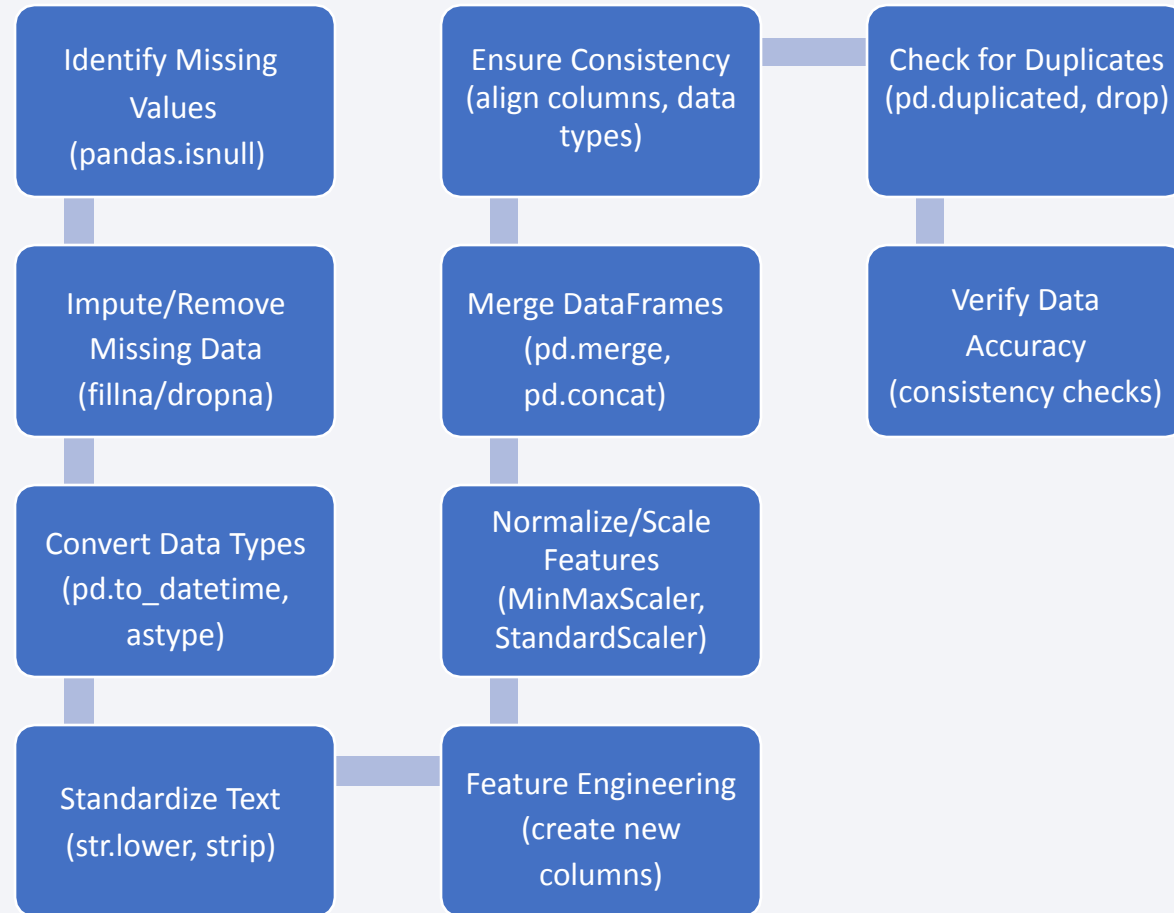 Identify Missing
Values
(pandas.isnull)
Impute/Remove
Missing Data
(fillna/dropna)
Convert Data Types
(pd.to_datetime,
astype)
Standardize Text
(str.lower, strip)
Feature Engineering
(create new
columns)
Normalize/Scale
Features
(MinMaxScaler,
StandardScaler)
Merge DataFrames
(pd.merge,
pd.concat)
Ensure Consistency
(align columns, data
types)
Check for Duplicates
(pd.duplicated, drop)
Verify Data
Accuracy
(consistency checks)